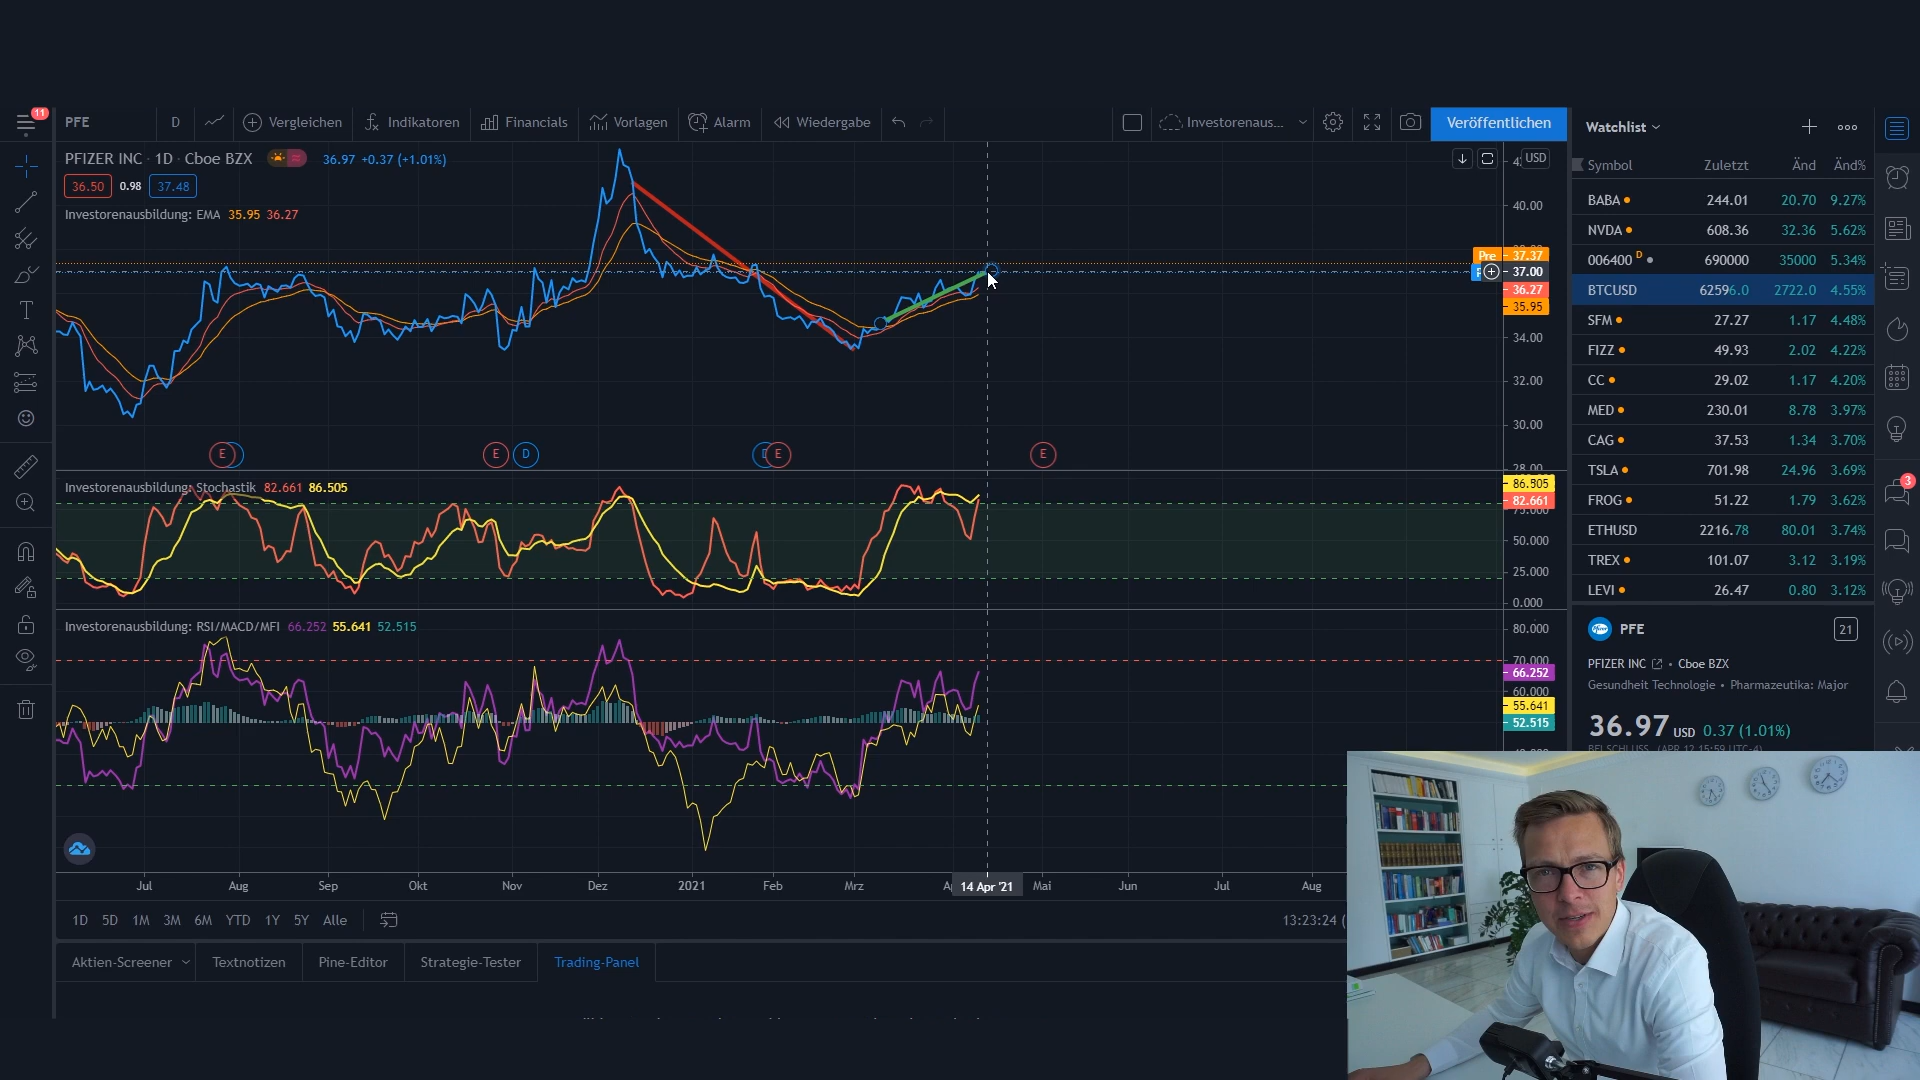 11
PFE D Vergleichen Indikatoren Financials Vorlagen Alarm Wiedergabe Investorenaus... Veröffentlichen
PFIZER INC · 1D · Cboe BZX 36.97 +0.37 (+1.01%)
36.50 0.98 37.48
Investorenausbildung: EMA 35.95 36.27
USD
40.00
Pre 37.37
37.00
36.27
35.95
34.00
32.00
30.00
28.00
E E D E E
Investorenausbildung: Stochastik 82.661 86.505
86.505
82.661
75.000
50.000
25.000
0.000
Investorenausbildung: RSI/MACD/MFI 66.252 55.641 52.515
80.000
70.000
66.252
60.000
55.641
52.515
Jul Aug Sep Okt Nov Dez 2021 Feb Mrz 14 Apr '21 Mai Jun Jul Aug
1D 5D 1M 3M 6M YTD 1Y 5Y Alle 13:23:24 (
Aktien-Screener Textnotizen Pine-Editor Strategie-Tester Trading-Panel
Watchlist
Symbol Zuletzt Änd Änd%
BABA 244.01 20.70 9.27%
NVDA 608.36 32.36 5.62%
006400 D 690000 35000 5.34%
BTCUSD 62596.0 2722.0 4.55%
SFM 27.27 1.17 4.48%
FIZZ 49.93 2.02 4.22%
CC 29.02 1.17 4.20%
MED 230.01 8.78 3.97%
CAG 37.53 1.34 3.70%
TSLA 701.98 24.96 3.69%
FROG 51.22 1.79 3.62%
ETHUSD 2216.78 80.01 3.74%
TREX 101.07 3.12 3.19%
LEVI 26.47 0.80 3.12%
3
PFE 21
PFIZER INC • Cboe BZX
Gesundheit Technologie • Pharmazeutika: Major
36.97 USD 0.37 (1.01%)
BEI SCHLUSS (APR 12 15:59 UTC-4)